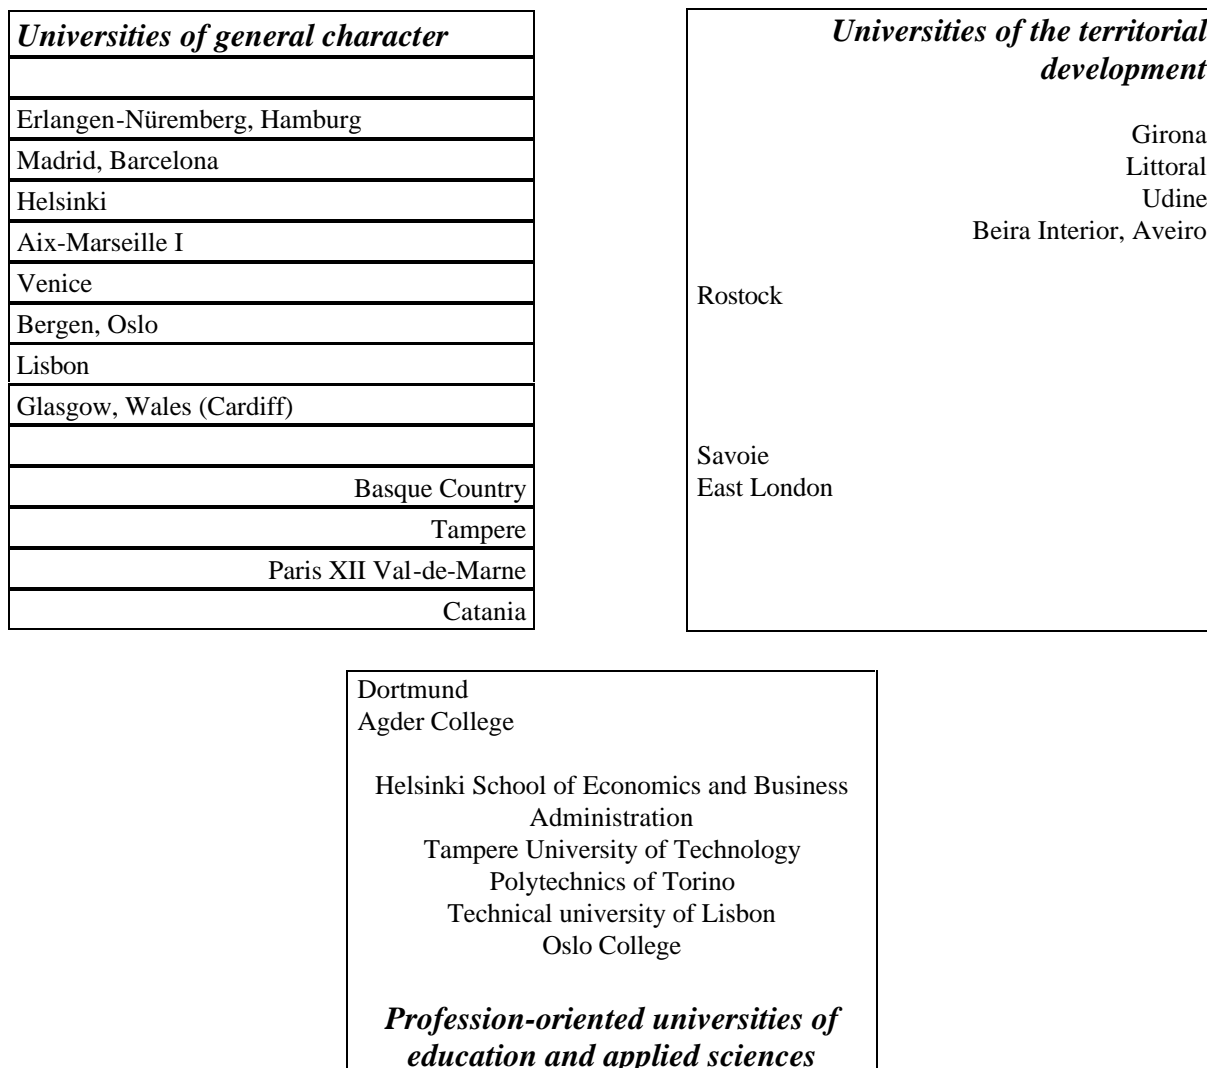 Universities of general character
Erlangen-Nüremberg, Hamburg
Madrid, Barcelona
Helsinki
Aix-Marseille I
Venice
Bergen, Oslo
Lisbon
Glasgow, Wales (Cardiff)
Basque Country
Tampere
Paris XII Val-de-Marne
Catania
Universities of the territorial
development
Girona
Littoral
Udine
Beira Interior, Aveiro
Rostock
Savoie
East London
Dortmund
Agder College
Helsinki School of Economics and Business
Administration
Tampere University of Technology
Polytechnics of Torino
Technical university of Lisbon
Oslo College
Profession-oriented universities of
education and applied sciences